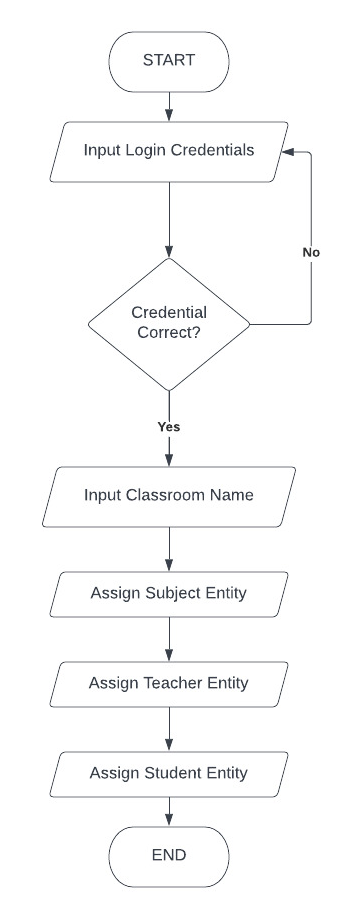 START
Input Login Credentials
No
Credential
Correct?
Yes
Input Classroom Name
Assign Subject Entity
Assign Teacher Entity
Assign Student Entity
END